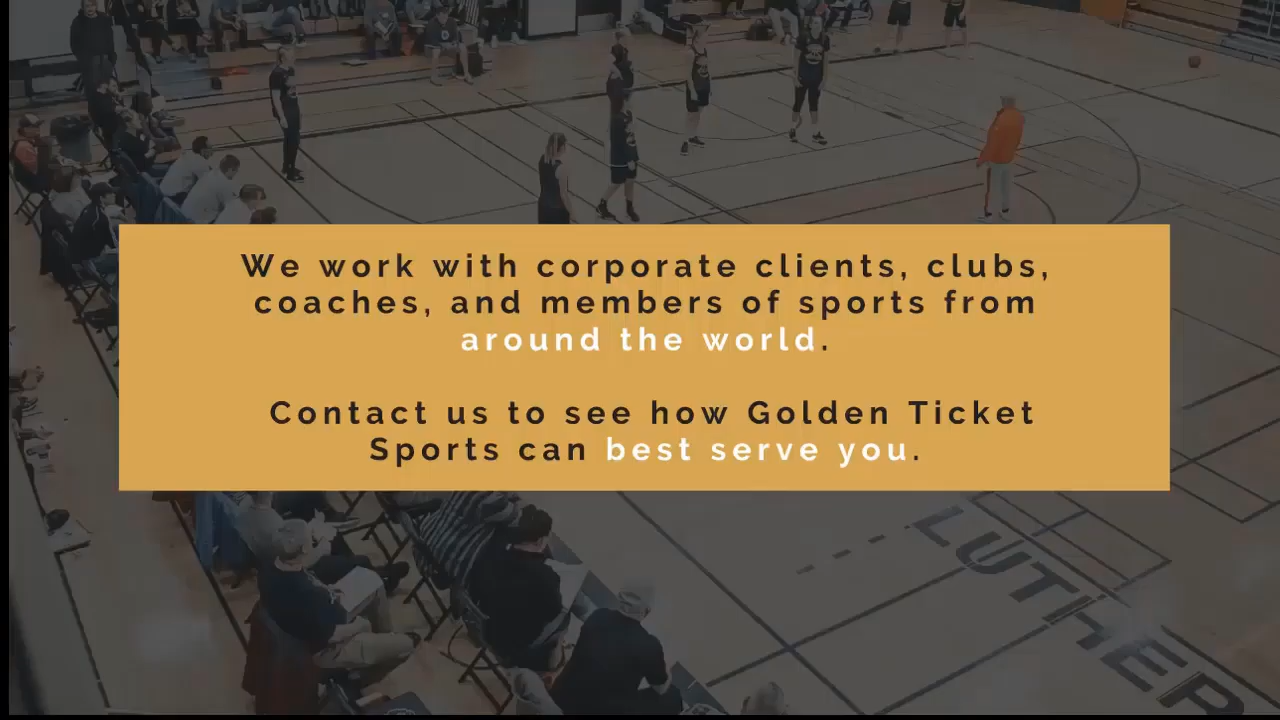 We work with corporate clients, clubs,
coaches, and members of sports from
around the world.
Contact us to see how Golden Ticket
Sports can best serve you.
LUTHER